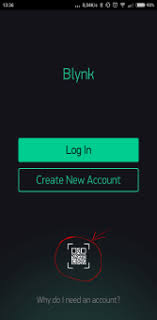 13:36
Blynk
Log In
Create New Account
Why do I need an account?